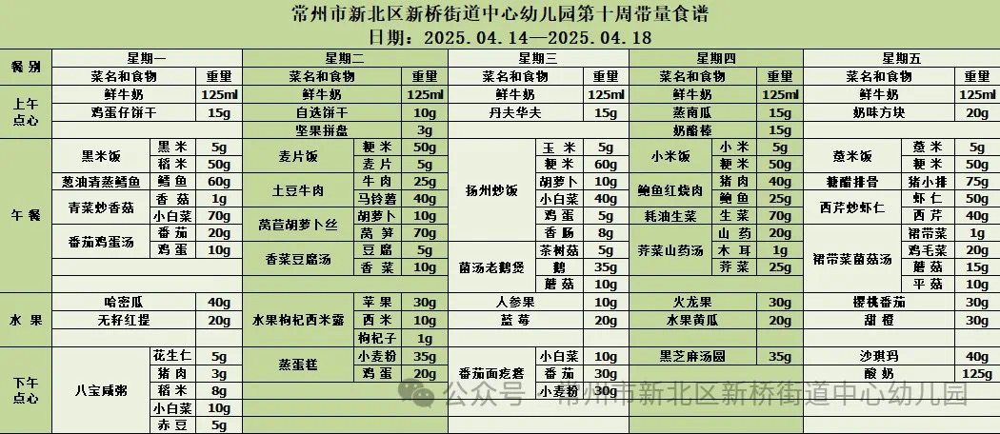 常州市新北区新桥街道中心幼儿园第十周带量食谱
日期：2025.04.14—2025.04.18
餐 别 星期一 星期二 星期三 星期四 星期五
菜名和食物 重量 菜名和食物 重量 菜名和食物 重量 菜名和食物 重量 菜名和食物 重量
上午点心 鲜牛奶 125ml 鲜牛奶 125ml 鲜牛奶 125ml 鲜牛奶 125ml 鲜牛奶 125ml
鸡蛋仔饼干 15g 自选饼干 10g 丹夫华夫 15g 蒸南瓜 15g 奶味方块 20g
坚果拼盘 3g 奶酪棒 15g
午 餐 黑米饭 黑 米 5g 麦片饭 粳 米 50g 扬州炒饭 玉 米 5g 小米饭 小 米 5g 薏米饭 薏 米 5g
稻 米 50g 麦 片 5g 粳 米 60g 粳 米 50g 粳 米 50g
葱油清蒸鳕鱼 鳕 鱼 60g 土豆牛肉 牛 肉 25g 胡萝卜 10g 鲍鱼红烧肉 猪 肉 40g 糖醋排骨 猪小排 75g
青菜炒香菇 香 菇 1g 马铃薯 40g 小白菜 40g 鲍 鱼 25g 西芹炒虾仁 虾 仁 50g
小白菜 70g 莴苣胡萝卜丝 胡萝卜 10g 鸡 蛋 5g 耗油生菜 生 菜 70g 西 芹 40g
番茄鸡蛋汤 番 茄 20g 莴 笋 70g 香 肠 8g 荠菜山药汤 山 药 20g 裙带菜菌菇汤 裙带菜 1g
鸡 蛋 10g 香菜豆腐汤 豆 腐 5g 菌汤老鹅煲 茶树菇 5g 木 耳 1g 鸡毛菜 20g
香 菜 10g 鹅 35g 荠 菜 25g 蘑 菇 15g
蘑 菇 10g 平 菇 10g
水 果 哈密瓜 40g 水果枸杞西米露 苹 果 30g 人参果 10g 火龙果 30g 樱桃番茄 30g
无籽红提 20g 西 米 10g 蓝 莓 20g 水果黄瓜 20g 甜 橙 30g
枸杞子 1g
下午点心 八宝咸粥 花生仁 5g 蒸蛋糕 小麦粉 35g 番茄面疙瘩 小白菜 10g 黑芝麻汤圆 35g 沙琪玛 40g
猪 肉 3g 鸡 蛋 20g 番 茄 30g 酸 奶 125g
稻 米 8g 小麦粉 30g
小白菜 10g
赤 豆 5g
公众号 · 常州市新北区新桥街道中心幼儿园